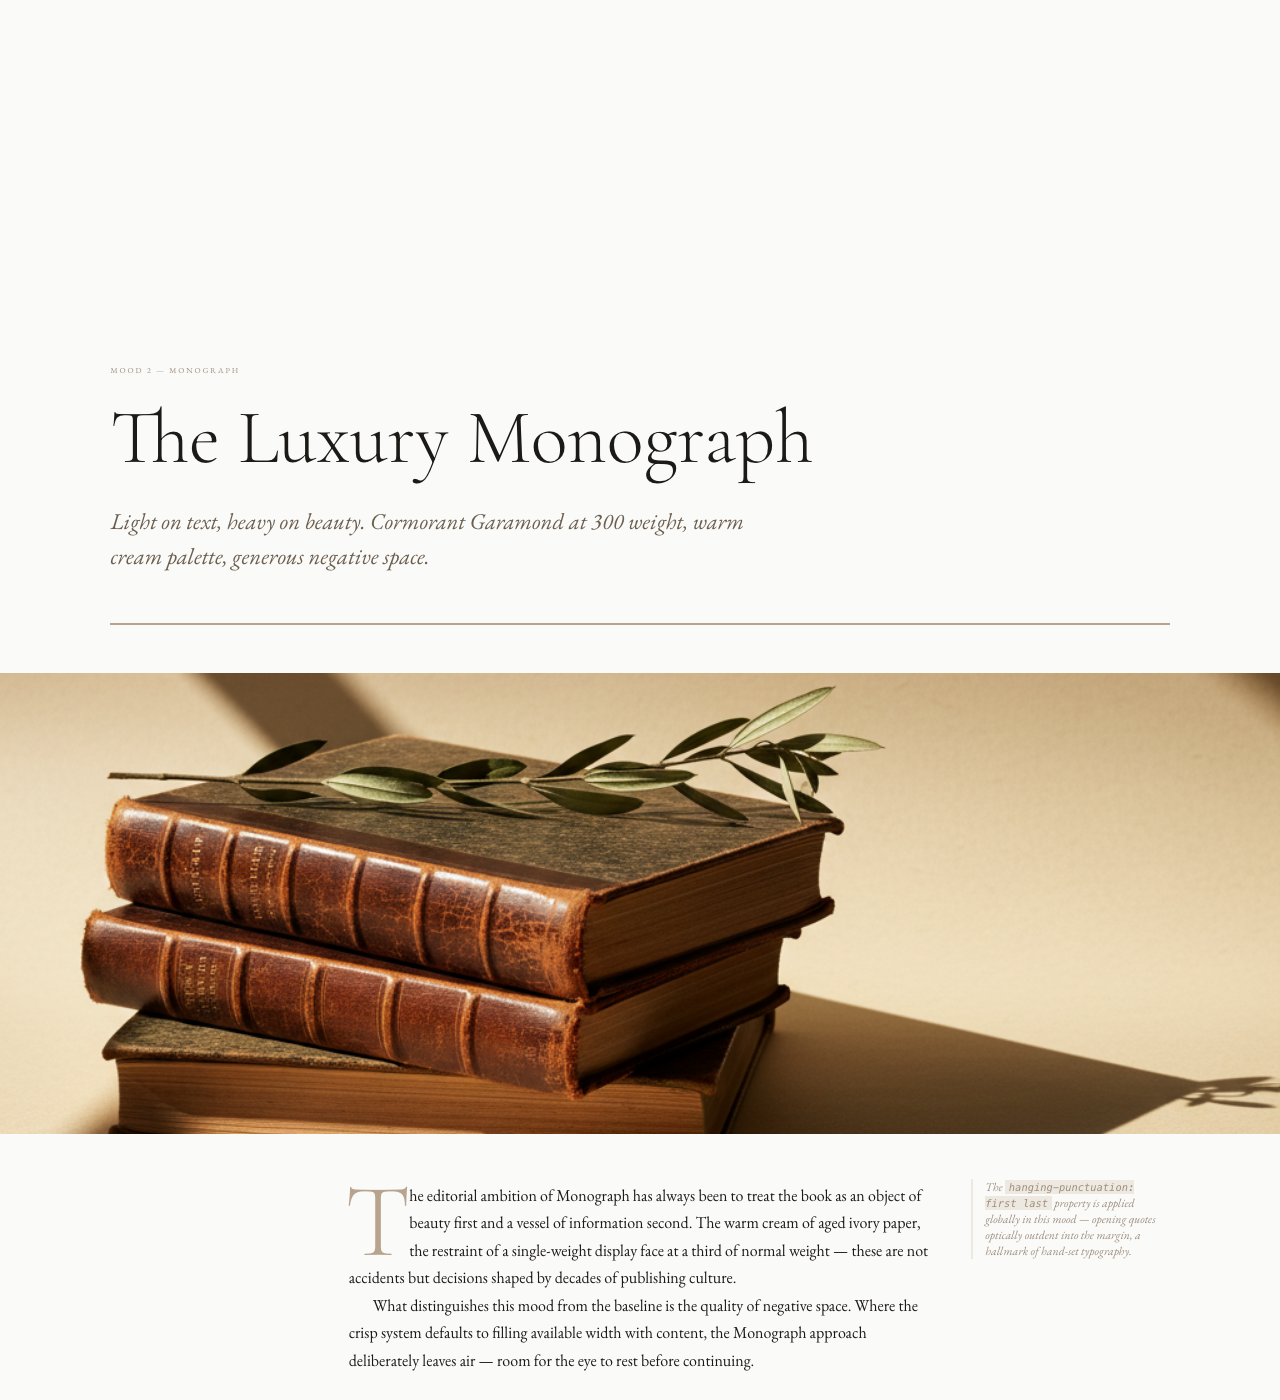 MOOD 2 — MONOGRAPH
The Luxury Monograph
Light on text, heavy on beauty. Cormorant Garamond at 300 weight, warm
cream palette, generous negative space.
The editorial ambition of Monograph has always been to treat the book as an object of
beauty first and a vessel of information second. The warm cream of aged ivory paper,
the restraint of a single-weight display face at a third of normal weight — these are not
accidents but decisions shaped by decades of publishing culture.
What distinguishes this mood from the baseline is the quality of negative space. Where the
crisp system defaults to filling available width with content, the Monograph approach
deliberately leaves air — room for the eye to rest before continuing.
The hanging-punctuation:
first last property is applied
globally in this mood — opening quotes
optically outdent into the margin, a
hallmark of hand-set typography.